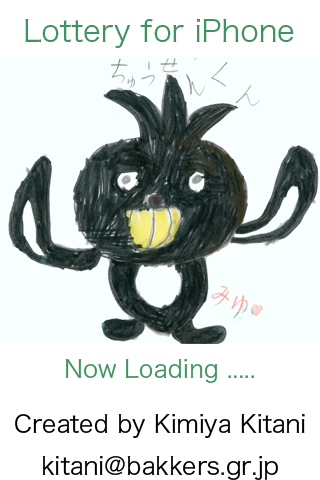 Lottery for iPhone
ちゅうせんくん
みゆ
Now Loading .....
Created by Kimiya Kitani
kitani@bakkers.gr.jp